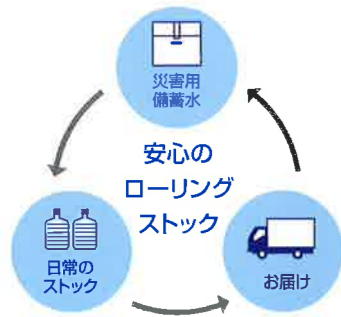 災害用
備蓄水
安心の
ローリング
ストック
日常の
ストック
お届け